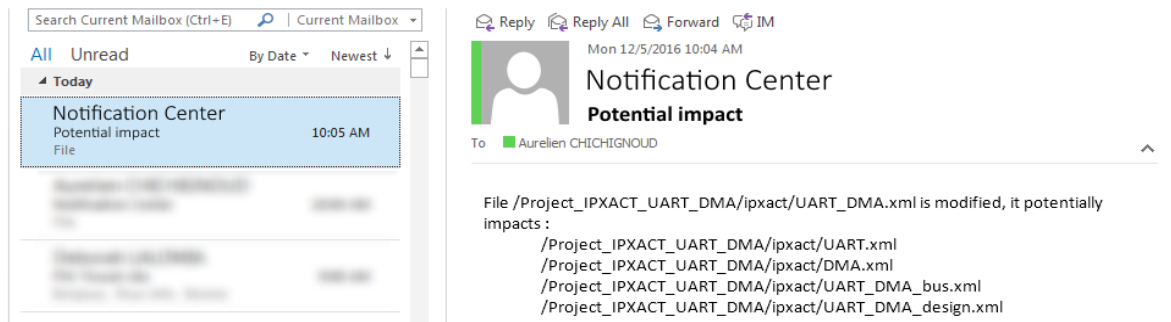 Search Current Mailbox (Ctrl+E) Current Mailbox
All Unread By Date Newest ↓
Today
Notification Center
Potential impact 10:05 AM
File
Reply Reply All Forward IM
Mon 12/5/2016 10:04 AM
Notification Center
Potential impact
To Aurelien CHICHIGNOUD
File /Project_IPXACT_UART_DMA/ipxact/UART_DMA.xml is modified, it potentially
impacts :
/Project_IPXACT_UART_DMA/ipxact/UART.xml
/Project_IPXACT_UART_DMA/ipxact/DMA.xml
/Project_IPXACT_UART_DMA/ipxact/UART_DMA_bus.xml
/Project_IPXACT_UART_DMA/ipxact/UART_DMA_design.xml